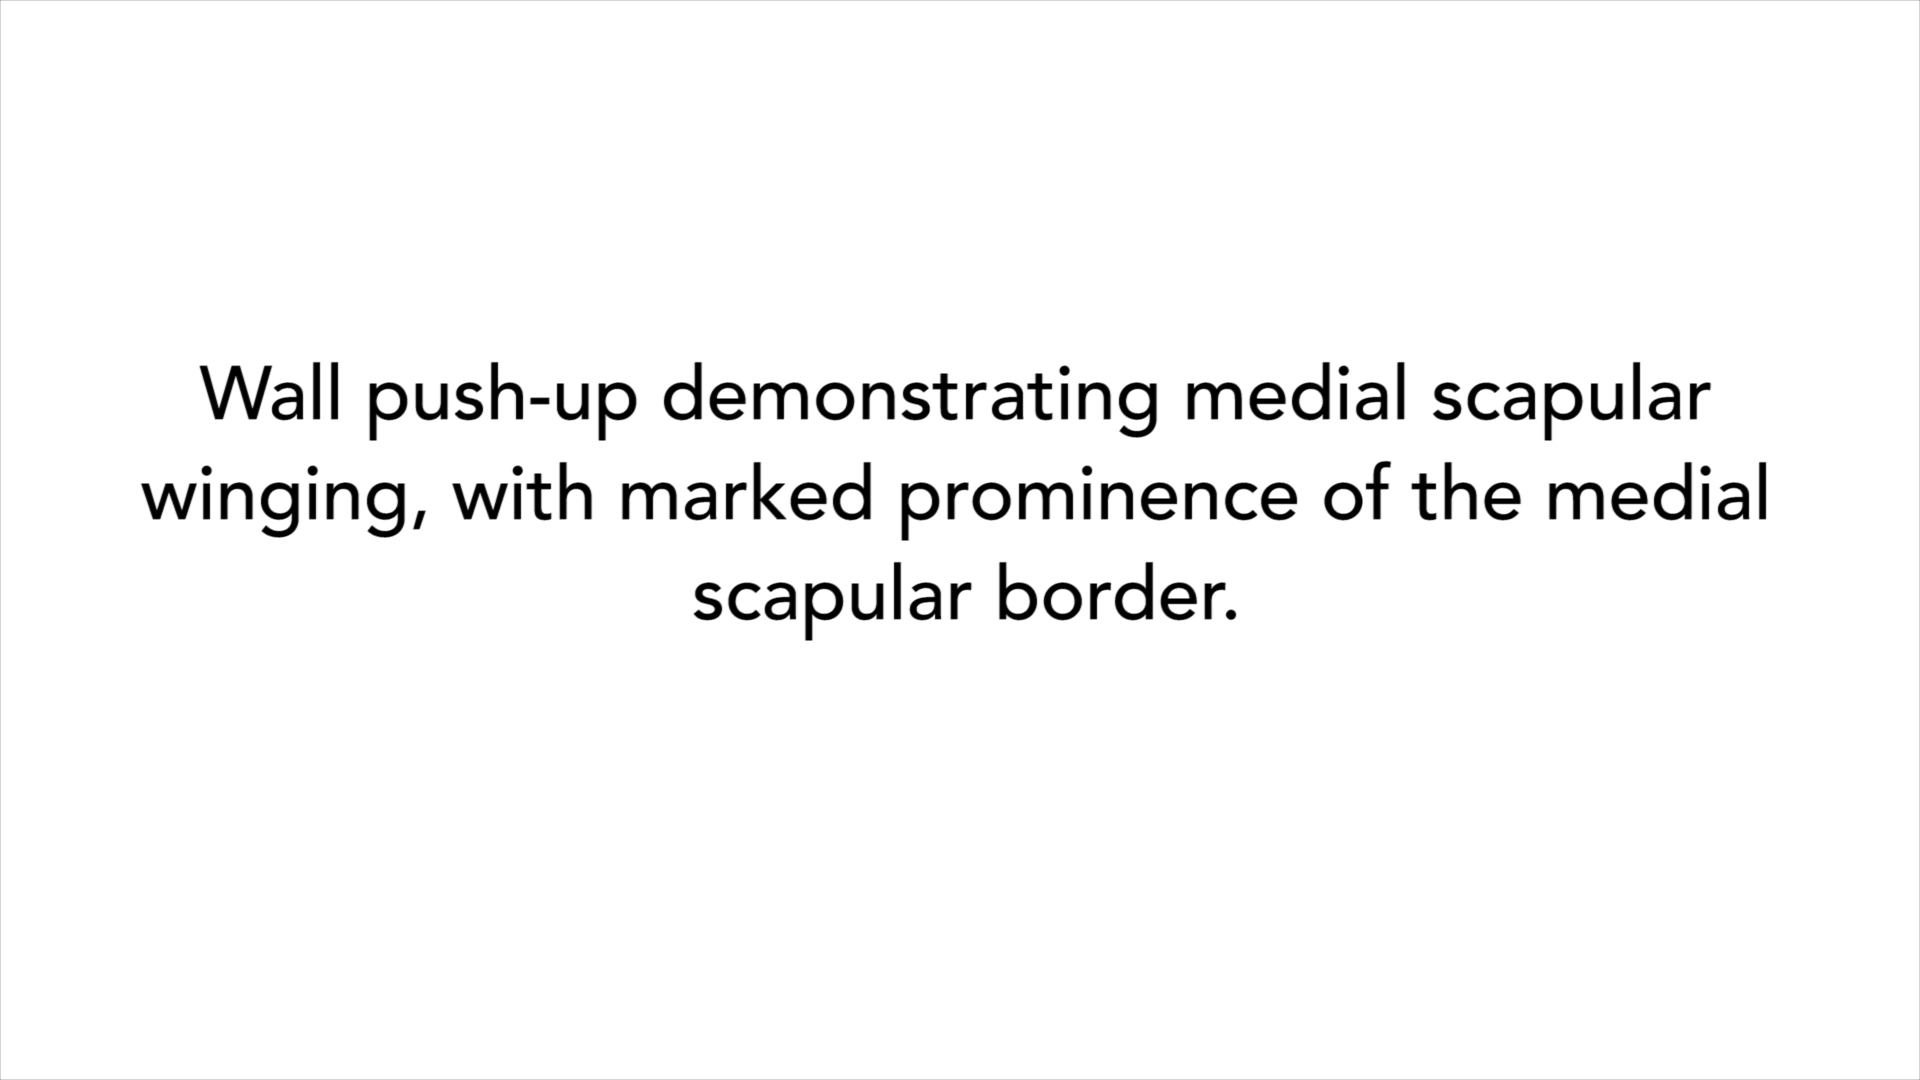 Wall push-up demonstrating medial scapular
winging, with marked prominence of the medial
scapular border.